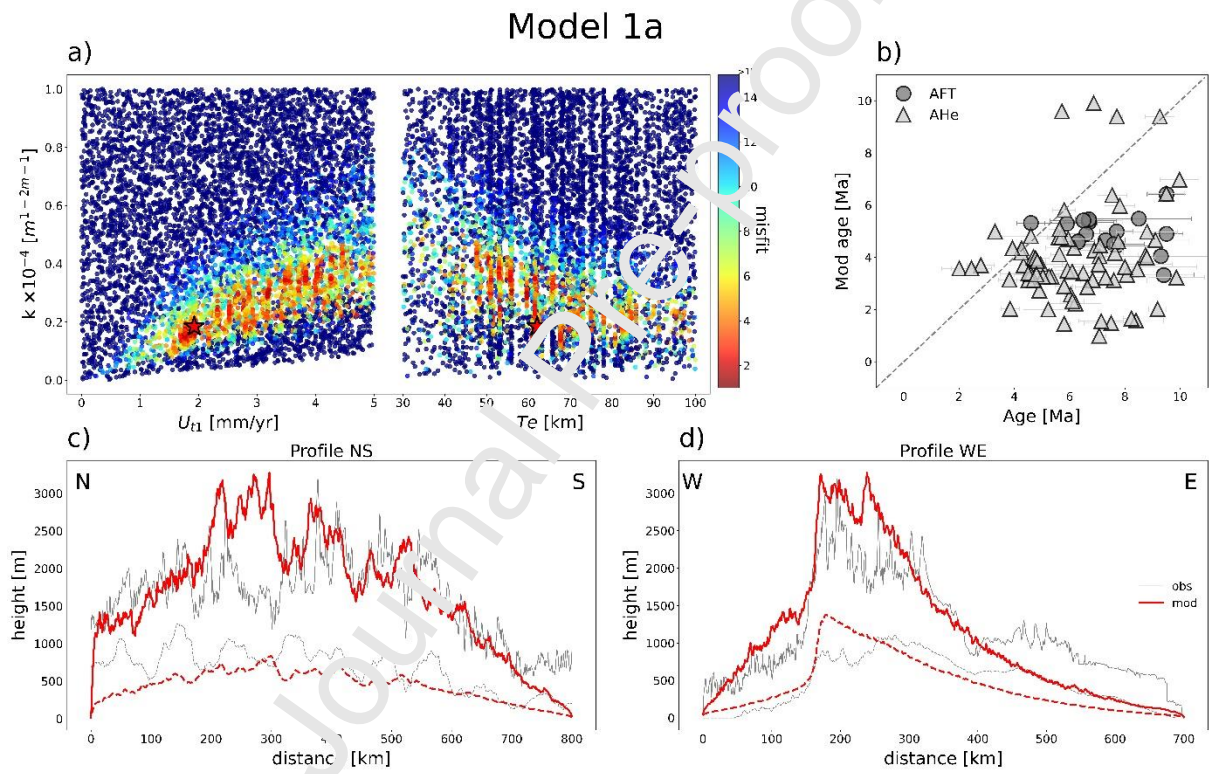 Model 1a
a)
b)
1.0
0.8
0.6
0.4
0.2
0.0
k ×10⁻⁴ [m¹⁻²ᵐ⁻¹]
0 1 2 3 4 5
U_t1 [mm/yr]
30 40 50 60 70 80 90 100
Te [km]
14
8
6
4
2
misfit
AFT
AHe
10
8
6
4
2
0
Mod age [Ma]
0 2 4 6 8 10
Age [Ma]
c)
Profile NS
N S
3000
2500
2000
1500
1000
500
0
height [m]
0 100 200 300 400 500 600 700 800
distanc [km]
d)
Profile WE
W E
3000
2500
2000
1500
1000
500
0
height [m]
obs
mod
0 100 200 300 400 500 600 700
distance [km]
Journal Pre-proo